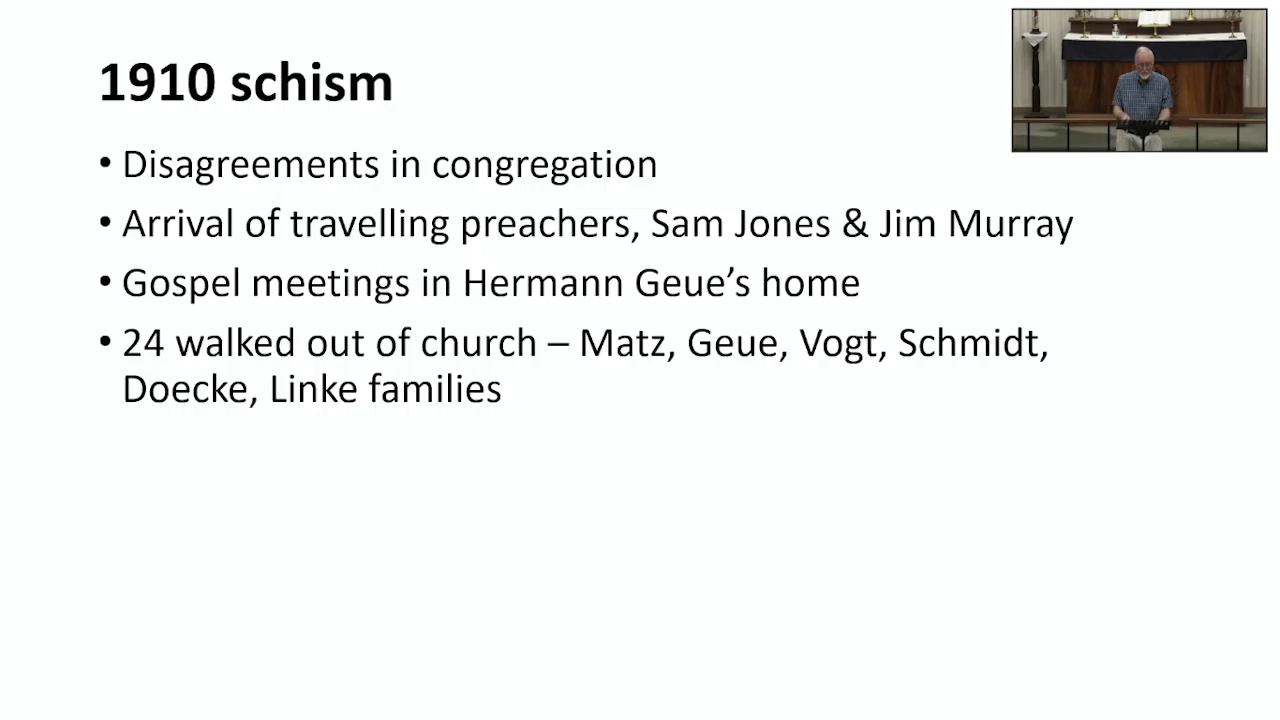 1910 schism
• Disagreements in congregation
• Arrival of travelling preachers, Sam Jones & Jim Murray
• Gospel meetings in Hermann Geue’s home
• 24 walked out of church – Matz, Geue, Vogt, Schmidt,
Doecke, Linke families